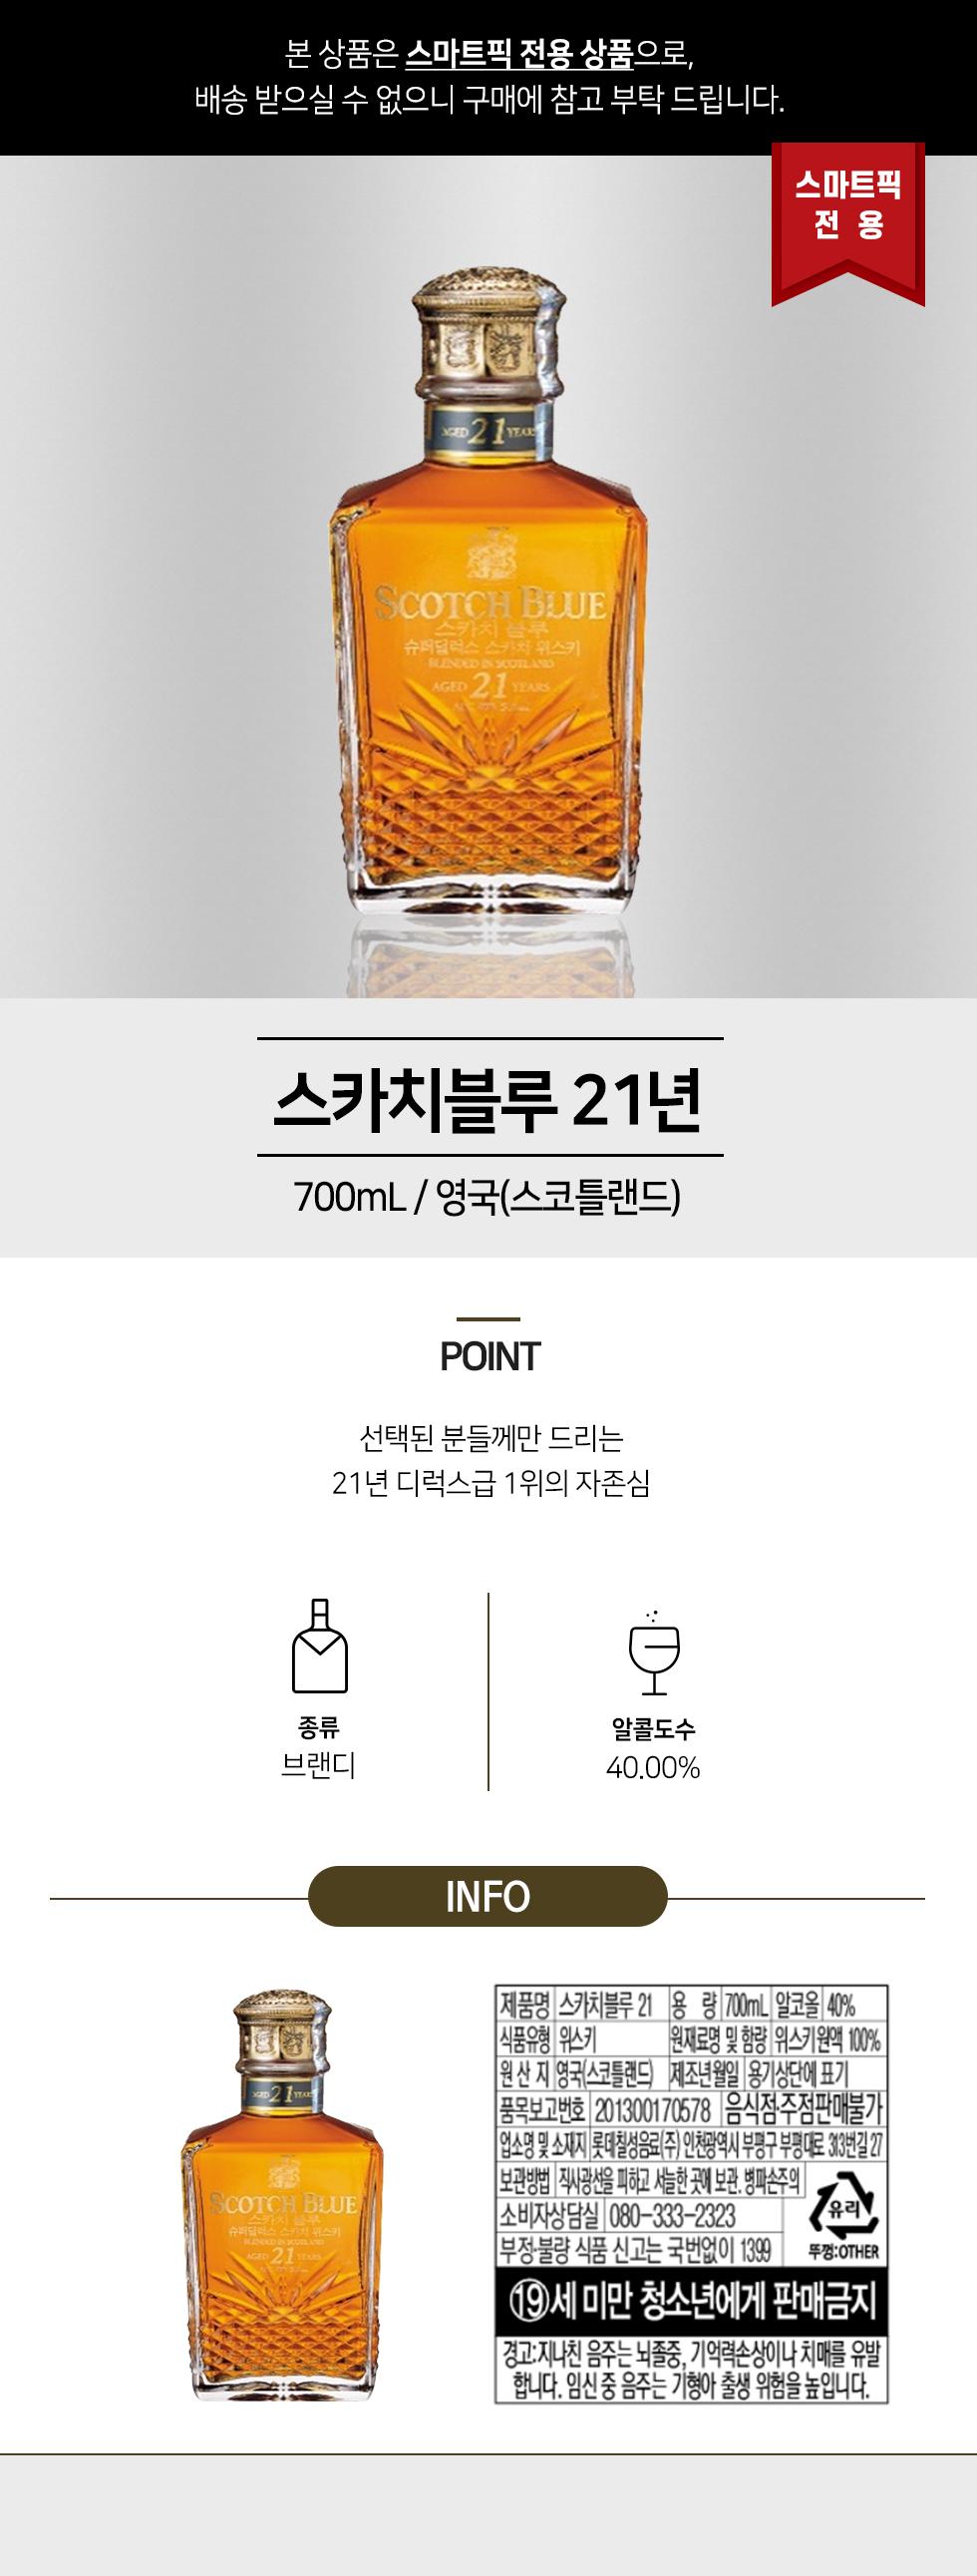 본 상품은 스마트픽 전용 상품으로,
배송 받으실 수 없으니 구매에 참고 부탁 드립니다.
스마트픽
전 용
AGED 21 YEARS
SCOTCH BLUE
스카치 블루
슈퍼딜럭스 스카치 위스키
BLENDED IN SCOTLAND
AGED 21 YEARS
스카치블루 21년
700mL / 영국(스코틀랜드)
POINT
선택된 분들께만 드리는
21년 디럭스급 1위의 자존심
종류
브랜디
알콜도수
40.00%
INFO
AGED 21 YEARS
SCOTCH BLUE
스카치 블루
슈퍼딜럭스 스카치 위스키
BLENDED IN SCOTLAND
AGED 21 YEARS
제품명 스카치블루 21 용 량 700mL 알코올 40%
식품유형 위스키 원재료명 및 함량 위스키원액 100%
원 산 지 영국(스코틀랜드) 제조년월일 용기상단에 표기
품목보고번호 201300170578 음식점·주점판매불가
업소명 및 소재지 롯데칠성음료(주) 인천광역시 부평구 부평대로 313번길 27
보관방법 직사광선을 피하고 서늘한 곳에 보관. 병파손주의
소비자상담실 080-333-2323
부정·불량 식품 신고는 국번없이 1399
유리
뚜껑:OTHER
19세 미만 청소년에게 판매금지
경고:지나친 음주는 뇌졸중, 기억력손상이나 치매를 유발
합니다. 임신 중 음주는 기형아 출생 위험을 높입니다.